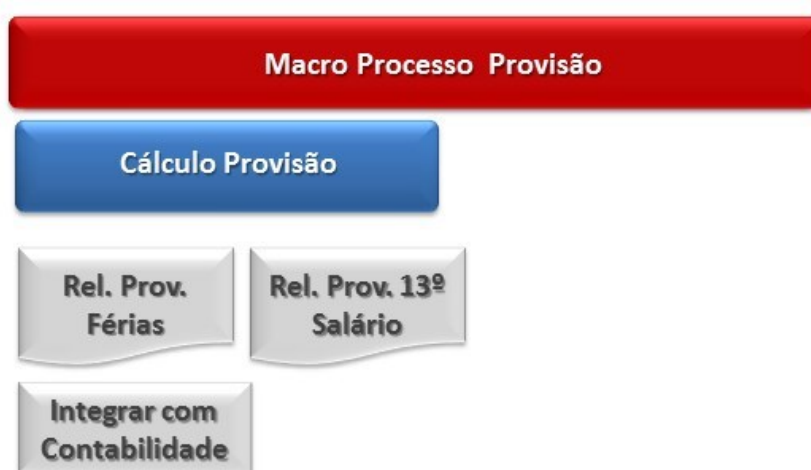 Macro Processo Provisão
Cálculo Provisão
Rel. Prov.
Férias
Rel. Prov. 13º
Salário
Integrar com
Contabilidade